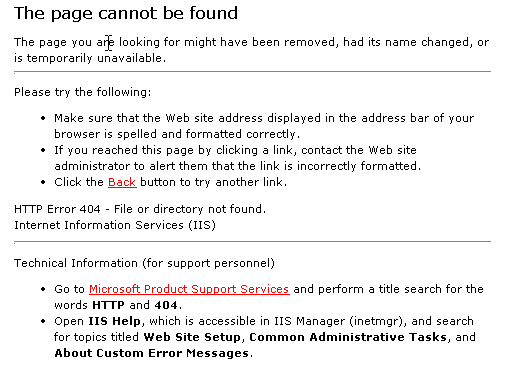 The page cannot be found
The page you are looking for might have been removed, had its name changed, or
is temporarily unavailable.
Please try the following:
• Make sure that the Web site address displayed in the address bar of your
browser is spelled and formatted correctly.
• If you reached this page by clicking a link, contact the Web site
administrator to alert them that the link is incorrectly formatted.
• Click the Back button to try another link.
HTTP Error 404 - File or directory not found.
Internet Information Services (IIS)
Technical Information (for support personnel)
• Go to Microsoft Product Support Services and perform a title search for the
words HTTP and 404.
• Open IIS Help, which is accessible in IIS Manager (inetmgr), and search
for topics titled Web Site Setup, Common Administrative Tasks, and
About Custom Error Messages.